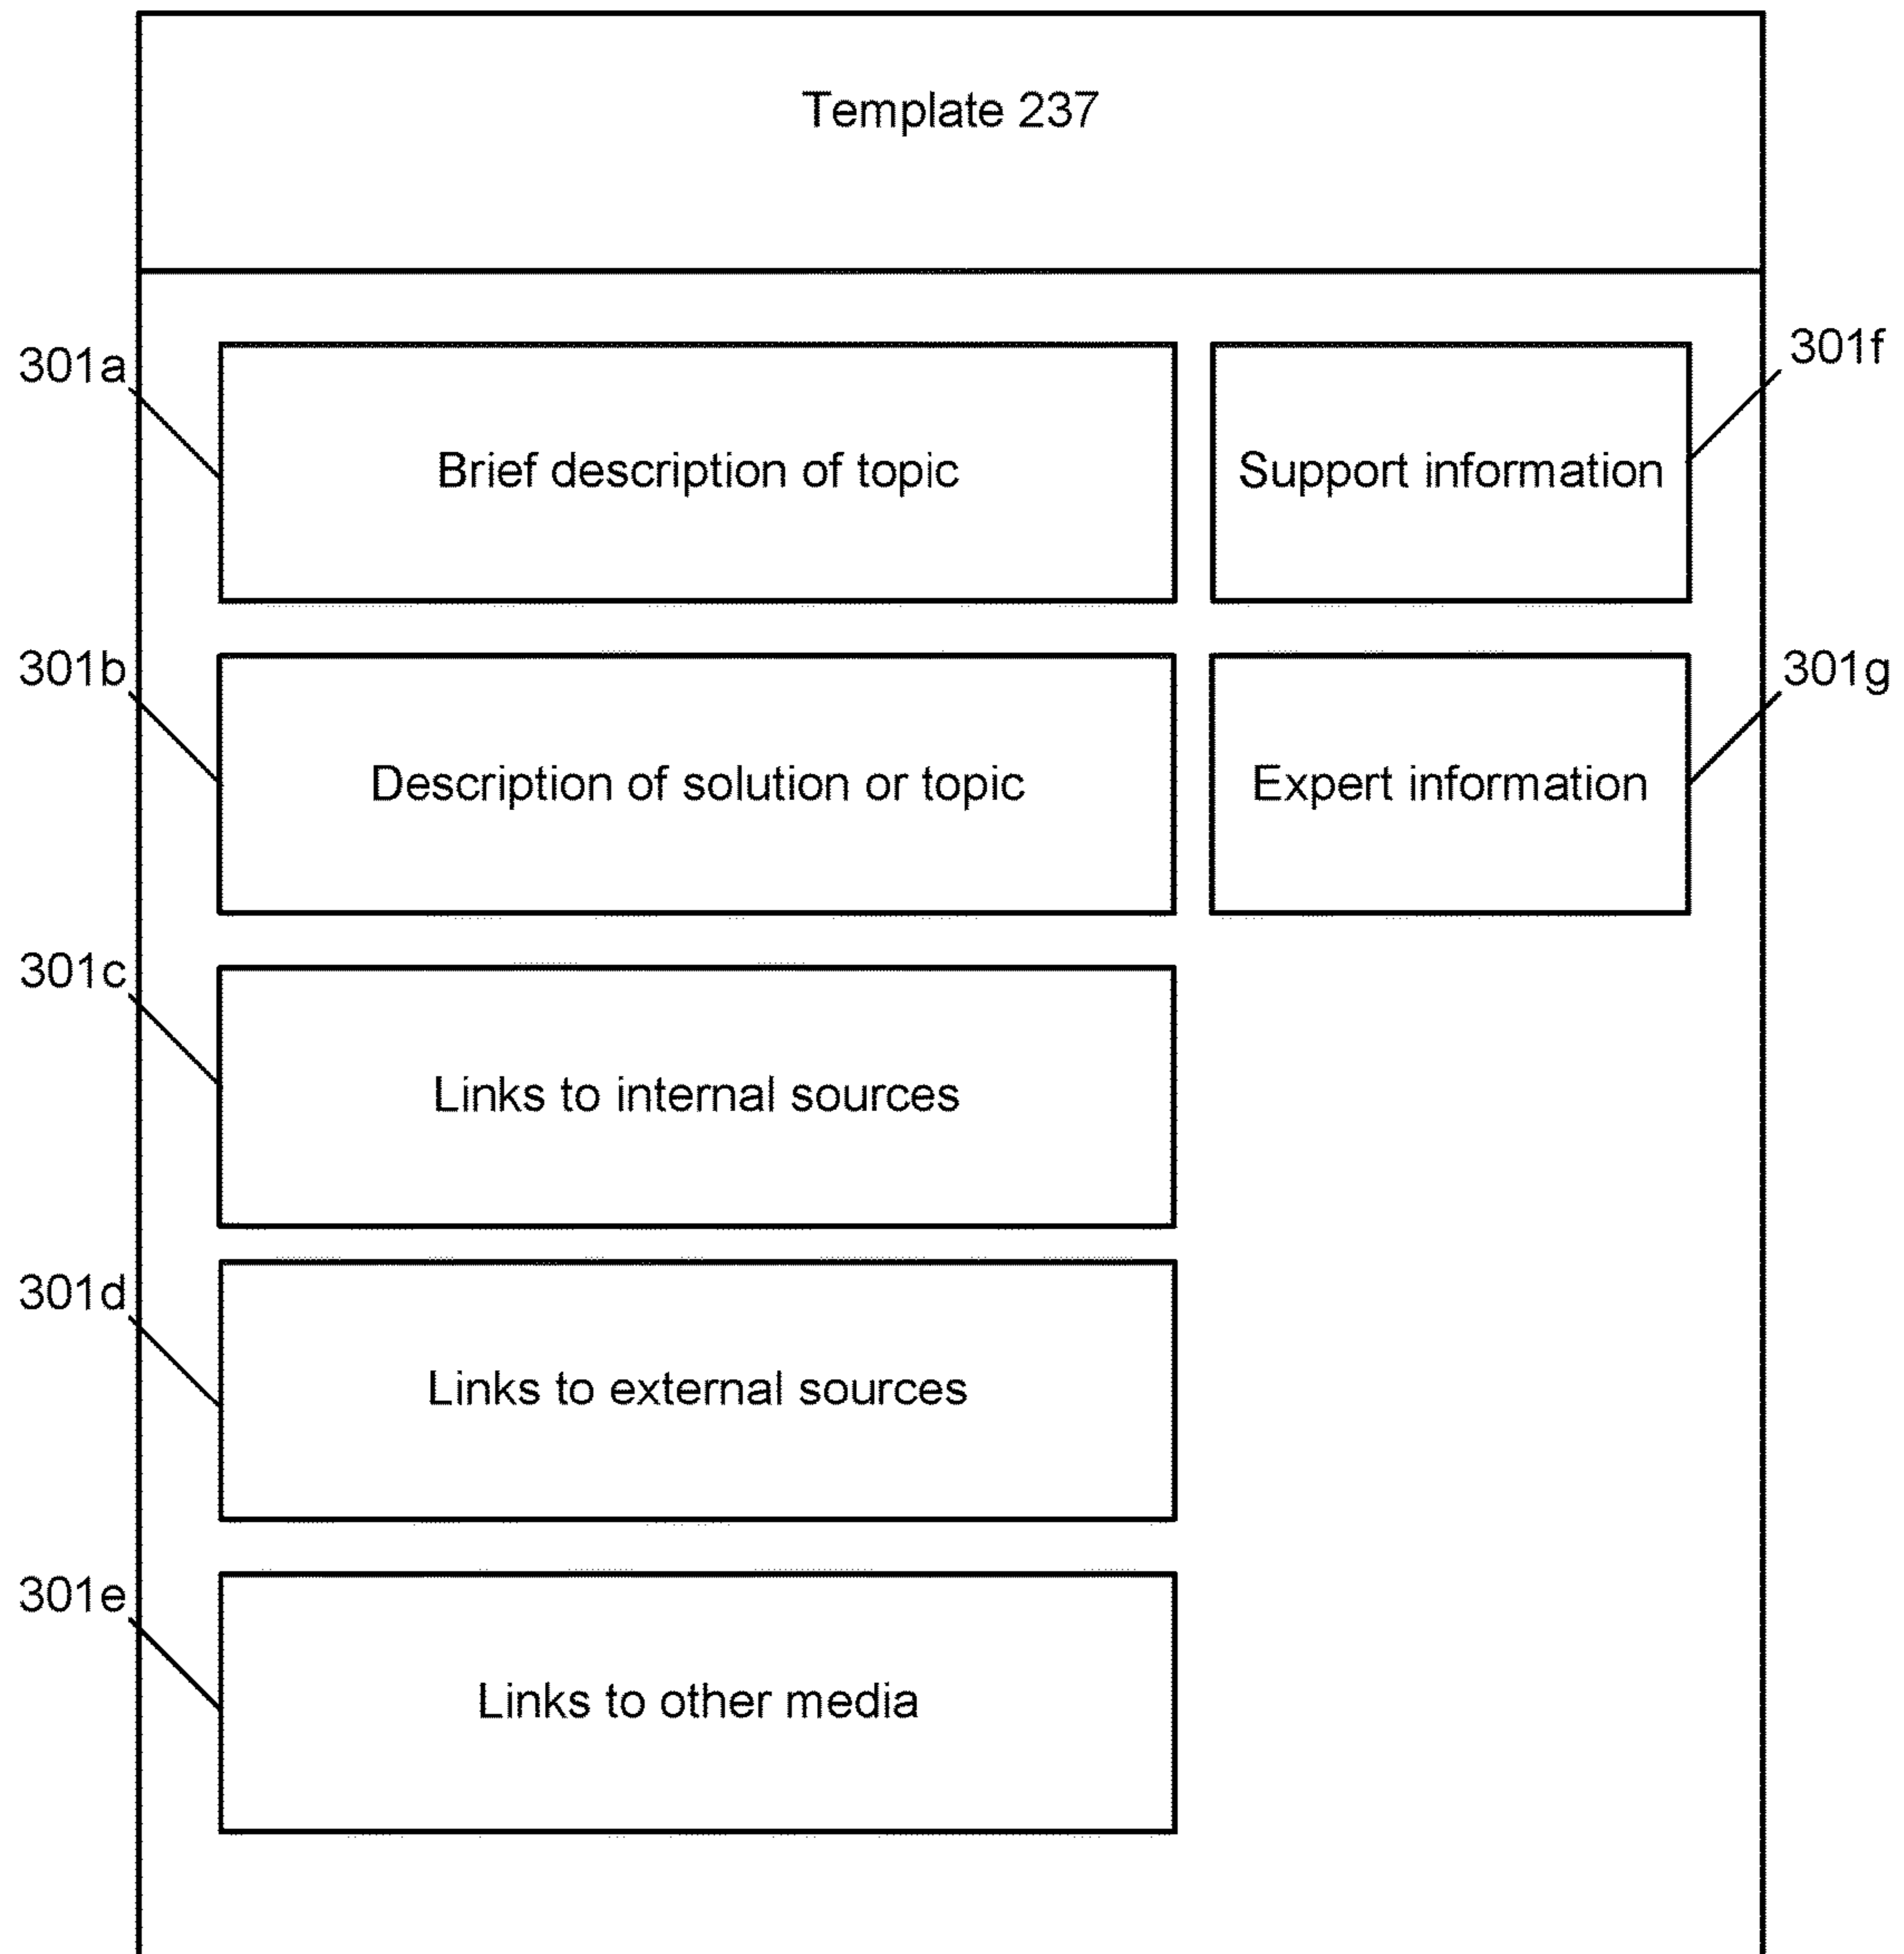 Template 237
301a
Brief description of topic
Support information
301f
301b
Description of solution or topic
Expert information
301g
301c
Links to internal sources
301d
Links to external sources
301e
Links to other media